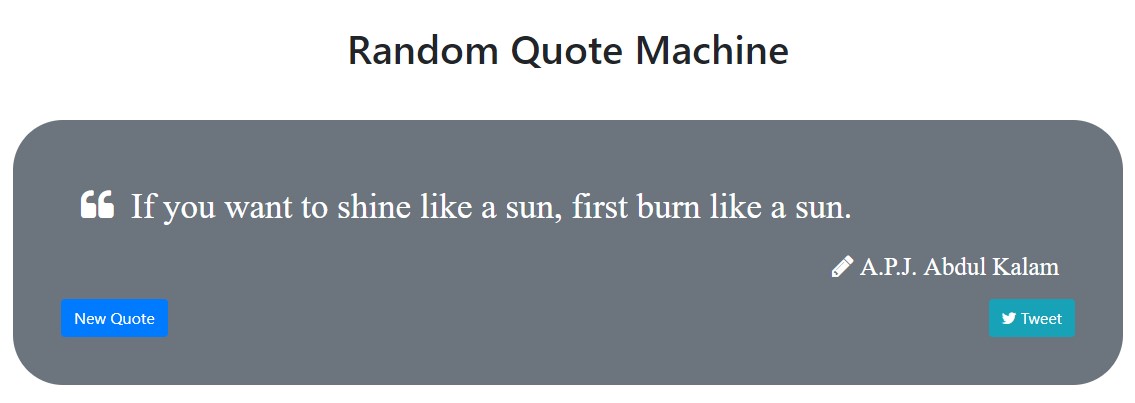 Random Quote Machine
If you want to shine like a sun, first burn like a sun.
A.P.J. Abdul Kalam
New Quote
Tweet